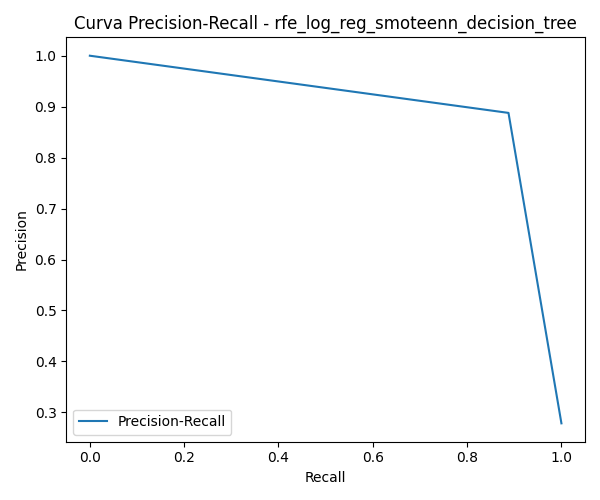 Curva Precision-Recall - rfe_log_reg_smoteenn_decision_tree
1.0
0.9
0.8
0.7
0.6
0.5
0.4
0.3
Precision
Precision-Recall
0.0 0.2 0.4 0.6 0.8 1.0
Recall